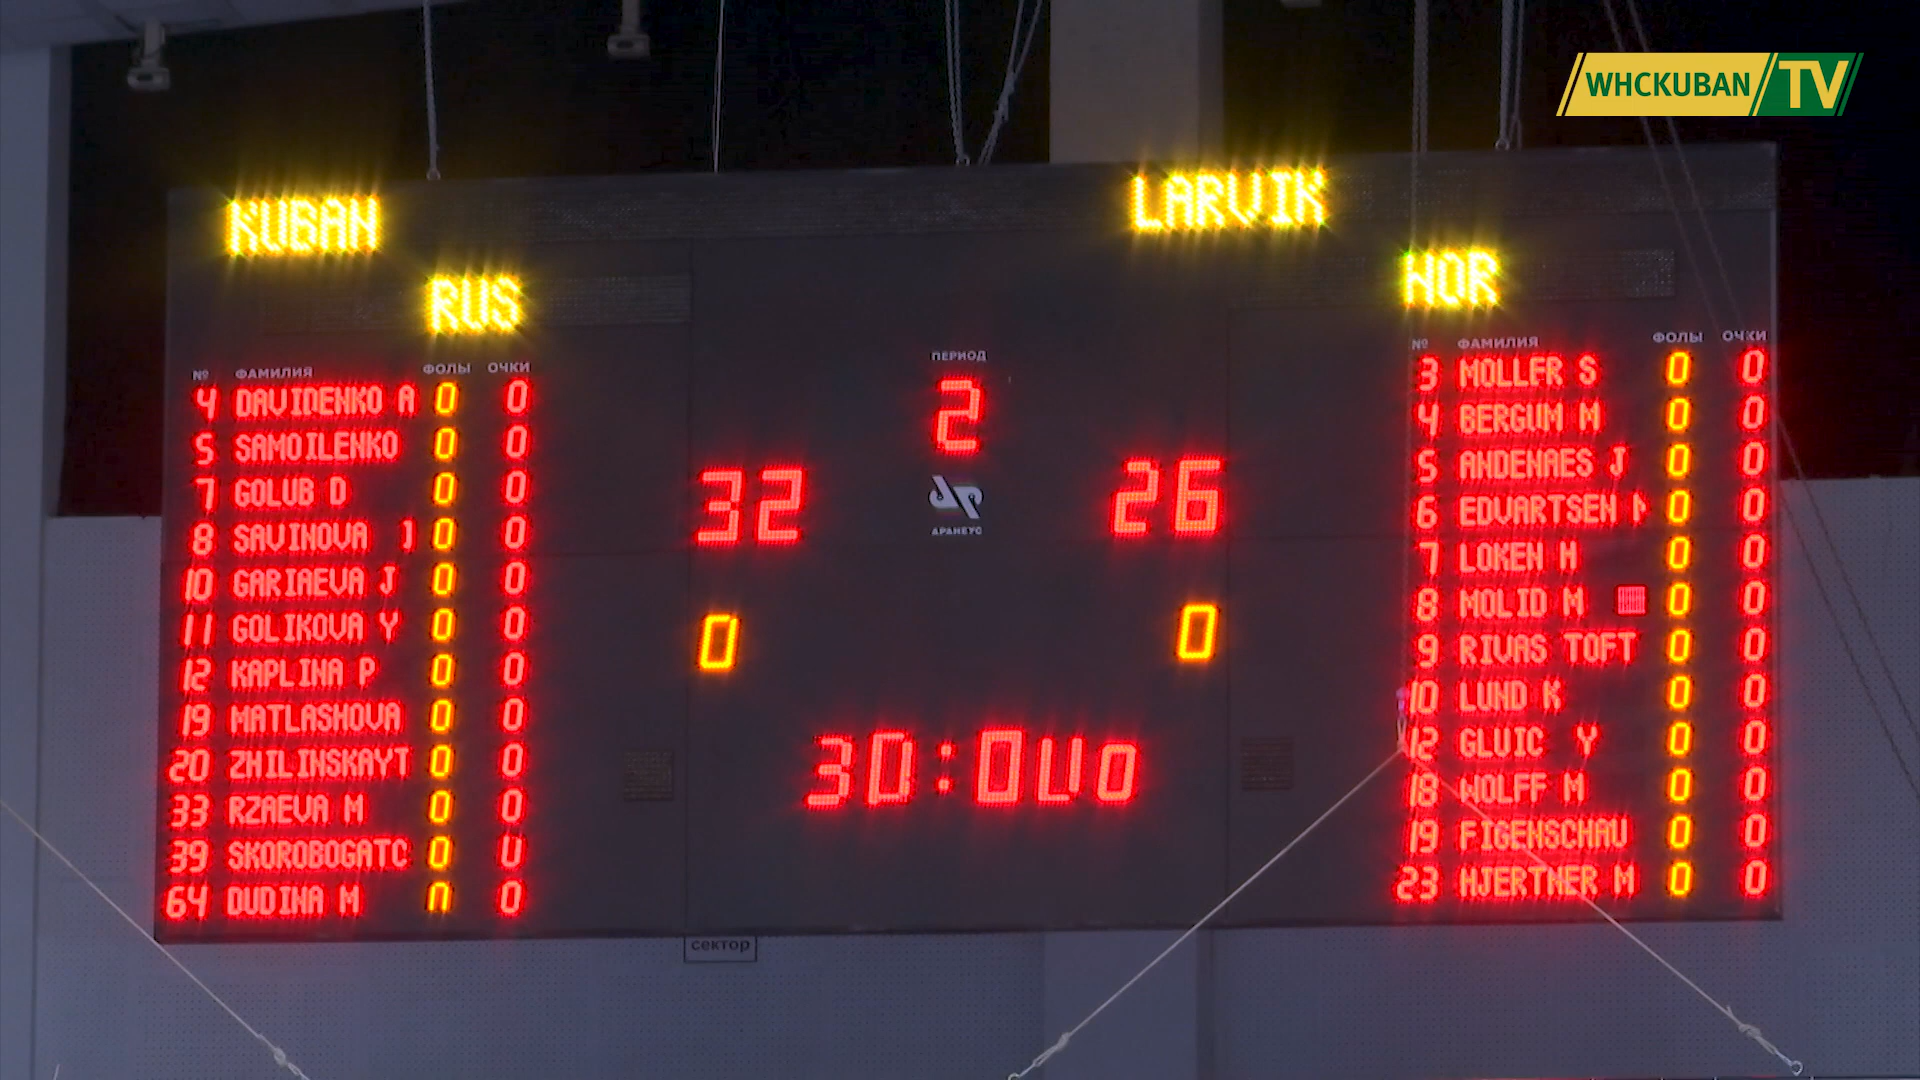 WHCKUBAN TV
KUBAN
RUS
LARVIK
NOR
№ ФАМИЛИЯ ФОЛЫ ОЧКИ
4 DAVIDENKO A 0 0
5 SAMOILENKO 0 0
7 GOLUB D 0 0
8 SAVINOVA 0 0
10 GARIAEVA J 0 0
11 GOLIKOVA Y 0 0
12 KAPLINA P 0 0
19 MATLASHOVA 0 0
20 ZHILINSKAYT 0 0
33 RZAEVA M 0 0
39 SKOROBOGATO 0 0
64 DUDINA M 0 0
ПЕРИОД
2
32 26
АРАНЕУС
0 0
30:00
№ ФАМИЛИЯ ФОЛЫ ОЧКИ
3 MOLLER S 0 0
4 BERGUM M 0 0
5 ANDENAES J 0 0
6 EDVARTSEN 0 0
7 LOKEN H 0 0
8 MOLID M 0 0
9 RIVAS TOFT 0 0
10 LUND K 0 0
12 GLUIC Y 0 0
18 WOLFF M 0 0
19 FIGENSCHAU 0 0
23 HJERTNER M 0 0
сектор